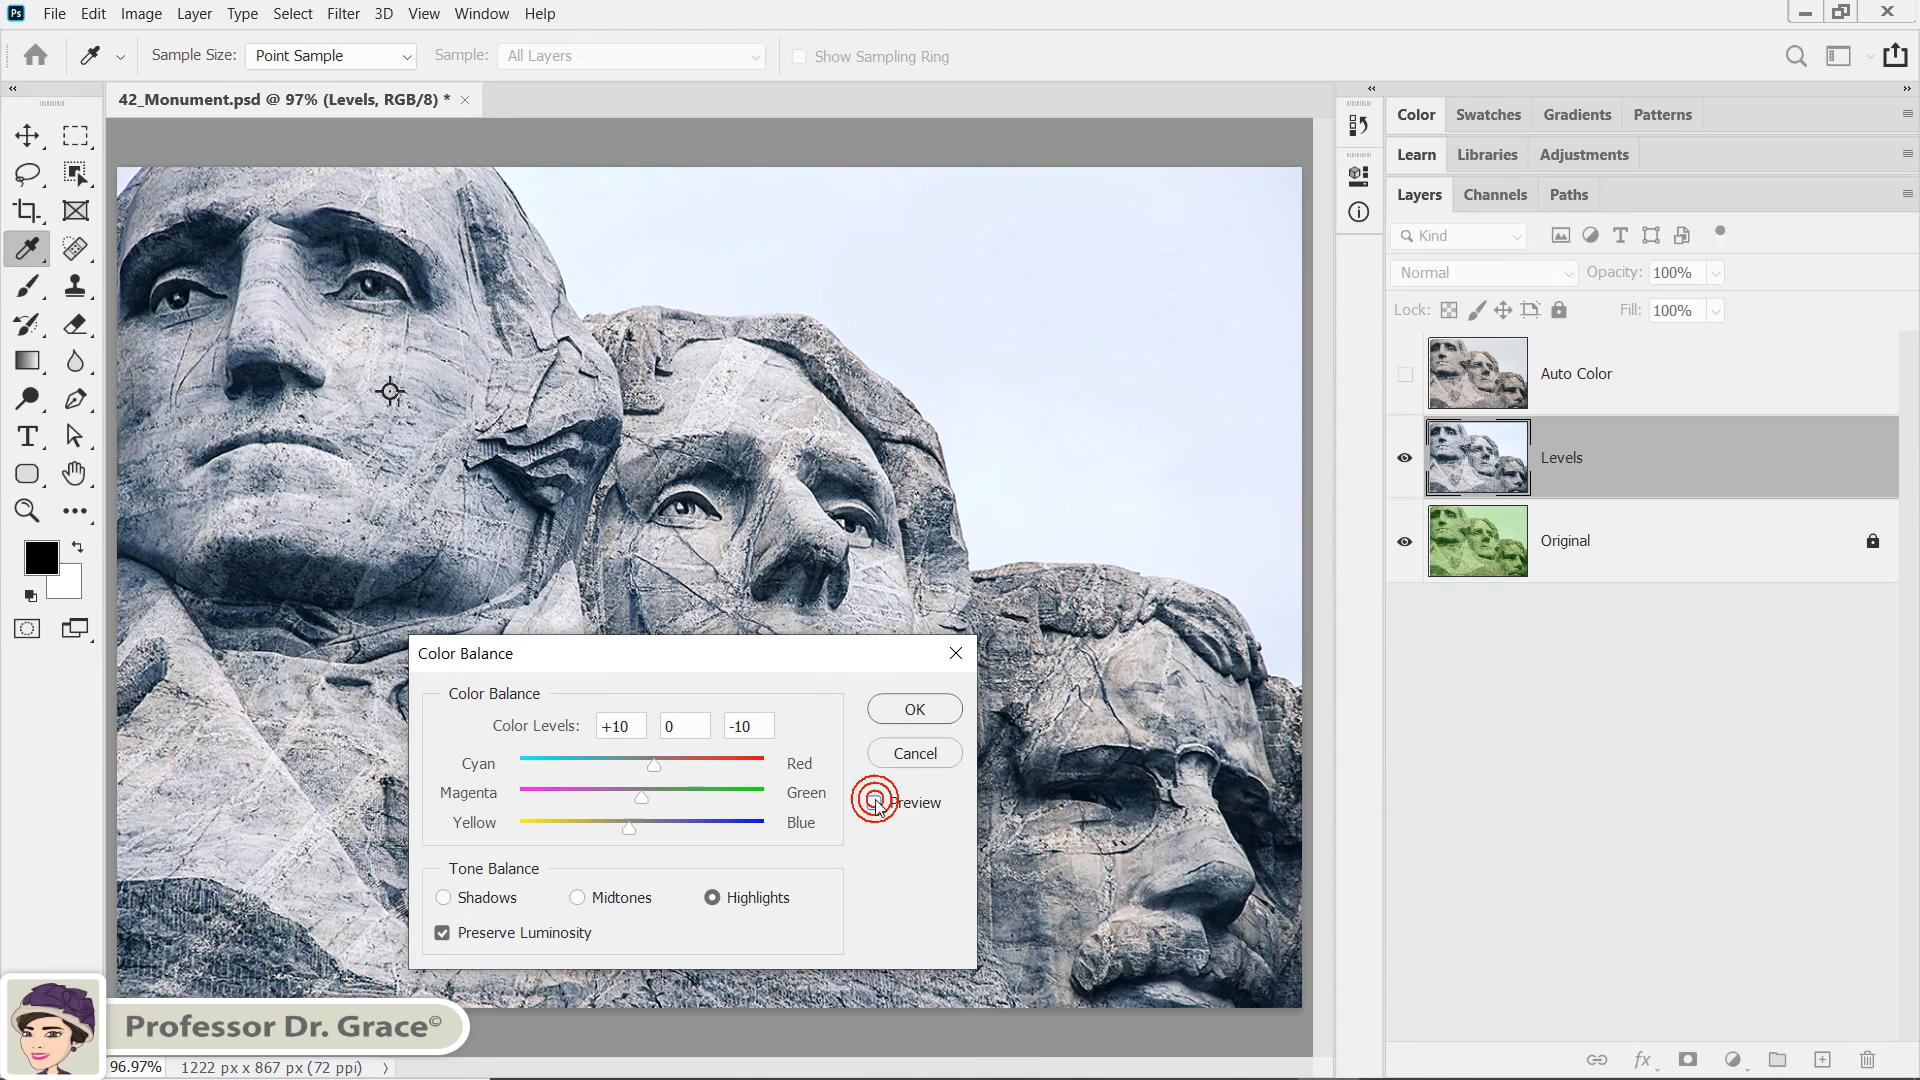 Ps File Edit Image Layer Type Select Filter 3D View Window Help
Sample Size: Point Sample Sample: All Layers Show Sampling Ring
42_Monument.psd @ 97% (Levels, RGB/8) *
Color Swatches Gradients Patterns
Learn Libraries Adjustments
Layers Channels Paths
Kind
Normal Opacity: 100%
Lock: Fill: 100%
Auto Color
Levels
Original
Color Balance
Color Balance
Color Levels: +10 0 -10
Cyan Red
Magenta Green
Yellow Blue
OK
Cancel
Preview
Tone Balance
Shadows Midtones Highlights
Preserve Luminosity
Professor Dr. Grace©
96.97% 1222 px x 867 px (72 ppi)
fx